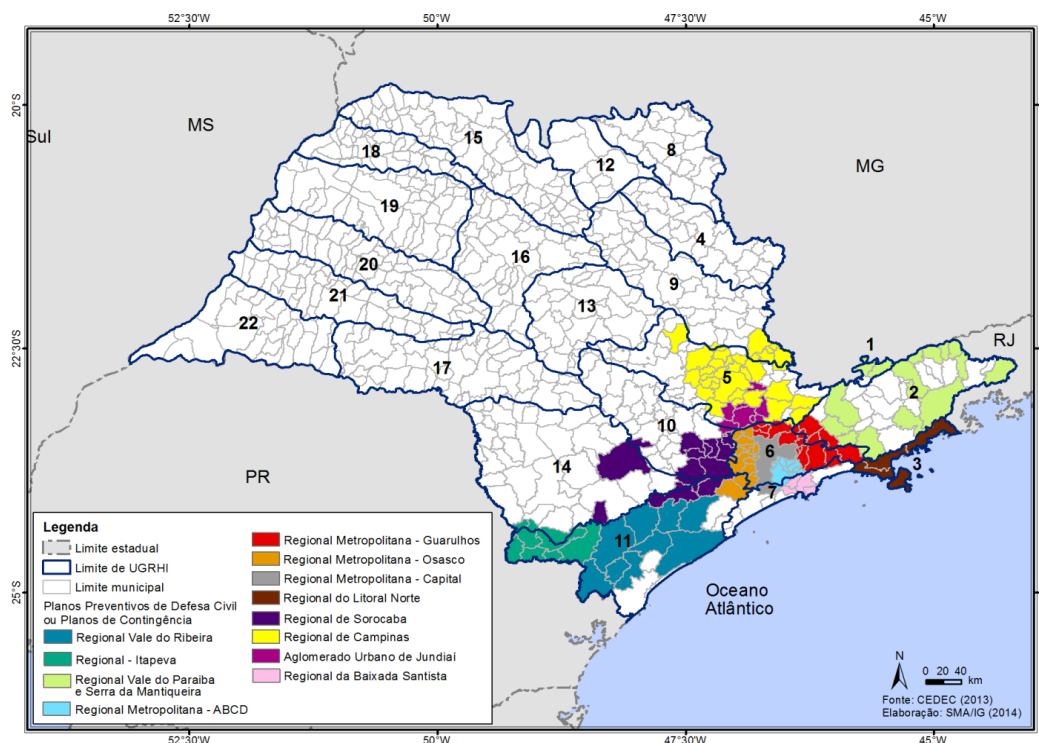 52°30'W 50°W 47°30'W 45°W
20°S
20°S
Sul
MS
MG
15
8
18
12
19
4
16
20
9
21
13
22
22°30'S
22°30'S
1
RJ
17
5
2
10
6
3
14
7
PR
11
25°S
25°S
Oceano
Atlântico
Legenda
Limite estadual
Limite de UGRHI
Limite municipal
Planos Preventivos de Defesa Civil
ou Planos de Contingência
Regional Vale do Ribeira
Regional - Itapeva
Regional Vale do Paraiba
e Serra da Mantiqueira
Regional Metropolitana - ABCD
Regional Metropolitana - Guarulhos
Regional Metropolitana - Osasco
Regional Metropolitana - Capital
Regional do Litoral Norte
Regional de Sorocaba
Regional de Campinas
Aglomerado Urbano de Jundiaí
Regional da Baixada Santista
N
0 20 40
km
Fonte: CEDEC (2013)
Elaboração: SMA/IG (2014)
52°30'W 50°W 47°30'W 45°W